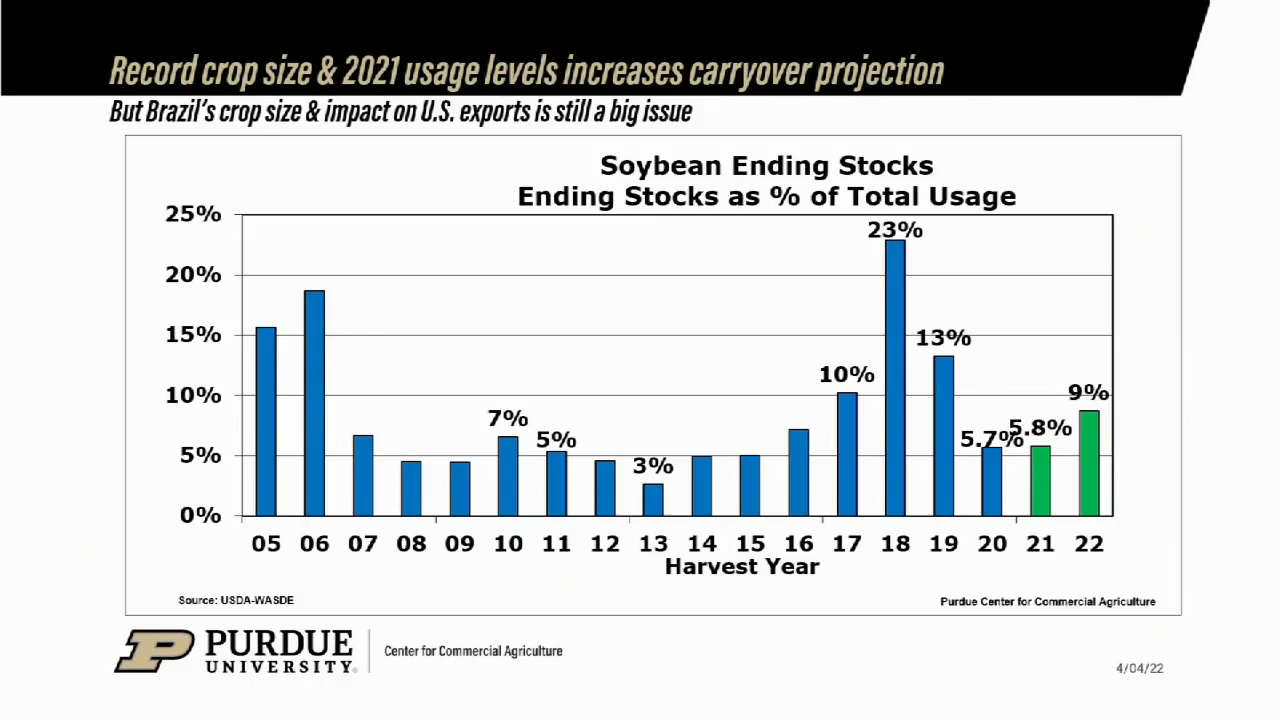 Record crop size & 2021 usage levels increases carryover projection
But Brazil's crop size & impact on U.S. exports is still a big issue
Soybean Ending Stocks
Ending Stocks as % of Total Usage
25%
20%
15%
10%
5%
0%
7%
5%
3%
10%
23%
13%
5.7%
5.8%
9%
05 06 07 08 09 10 11 12 13 14 15 16 17 18 19 20 21 22
Harvest Year
Source: USDA-WASDE
Purdue Center for Commercial Agriculture
P PURDUE
UNIVERSITY®
Center for Commercial Agriculture
4/04/22